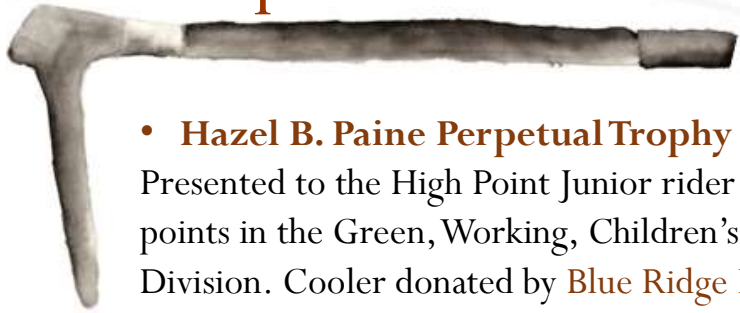 • Hazel B. Paine Perpetual Trophy
Presented to the High Point Junior rider
points in the Green, Working, Children's
Division. Cooler donated by Blue Ridge